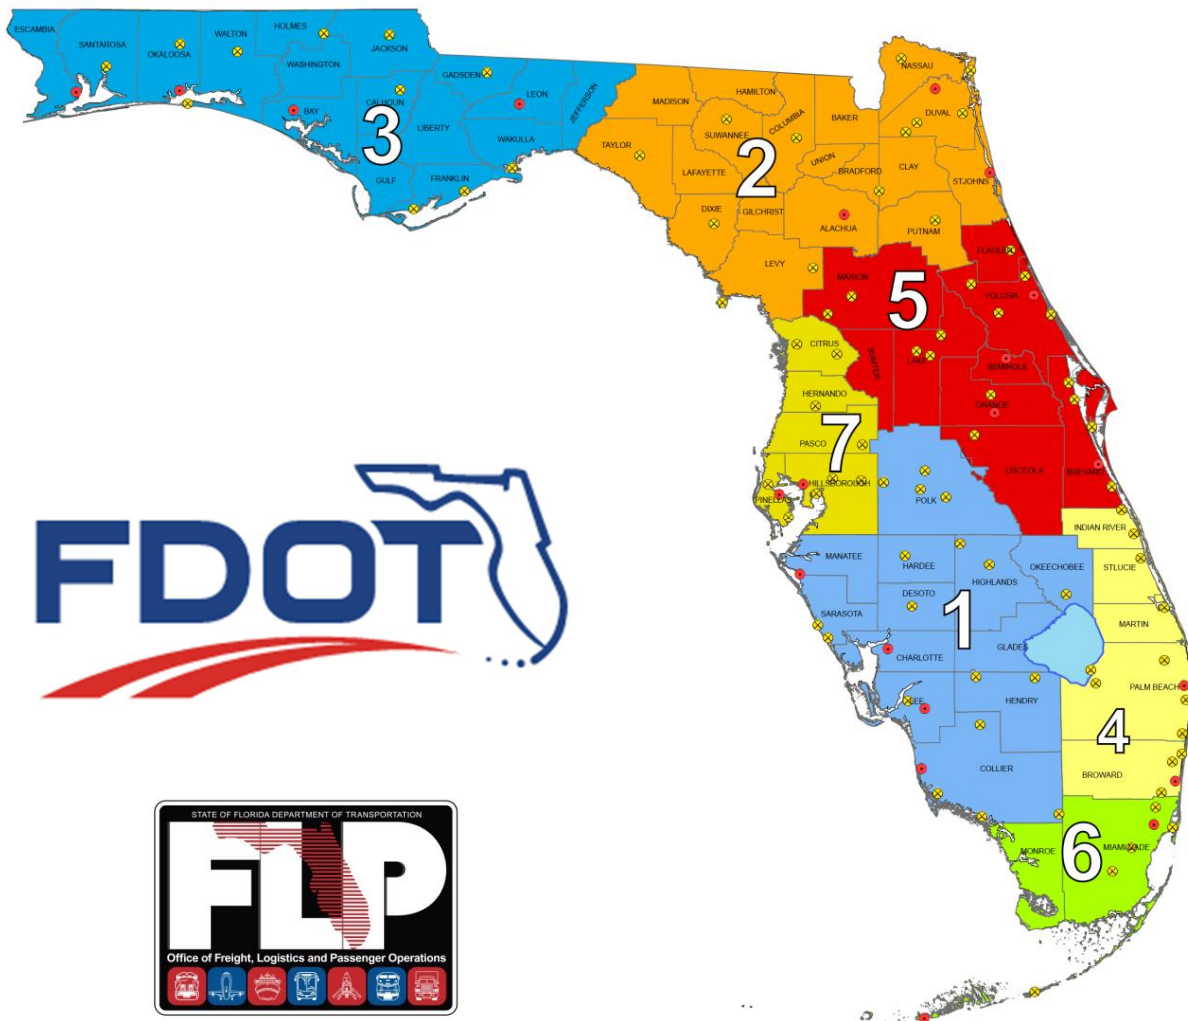 ESCAMBIA
SANTAROSA
OKALOOSA
WALTON
HOLMES
WASHINGTON
JACKSON
BAY
CALHOUN
GADSDEN
LIBERTY
LEON
JEFFERSON
WAKULLA
GULF
FRANKLIN
3
MADISON
HAMILTON
TAYLOR
SUWANNEE
COLUMBIA
BAKER
NASSAU
DUVAL
LAFAYETTE
UNION
BRADFORD
CLAY
STJOHNS
DIXIE
GILCHRIST
ALACHUA
PUTNAM
LEVY
2
FLAGLER
MARION
VOLUSIA
SUMTER
LAKE
SEMINOLE
ORANGE
OSCEOLA
BREVARD
5
CITRUS
HERNANDO
PASCO
HILLSBOROUGH
PINELLAS
7
POLK
MANATEE
HARDEE
HIGHLANDS
OKEECHOBEE
DESOTO
SARASOTA
CHARLOTTE
GLADES
LEE
HENDRY
COLLIER
1
INDIAN RIVER
STLUCIE
MARTIN
PALM BEACH
BROWARD
4
MONROE
MIAMI-DADE
6
FDOT
STATE OF FLORIDA DEPARTMENT OF TRANSPORTATION
FLP
Office of Freight, Logistics and Passenger Operations